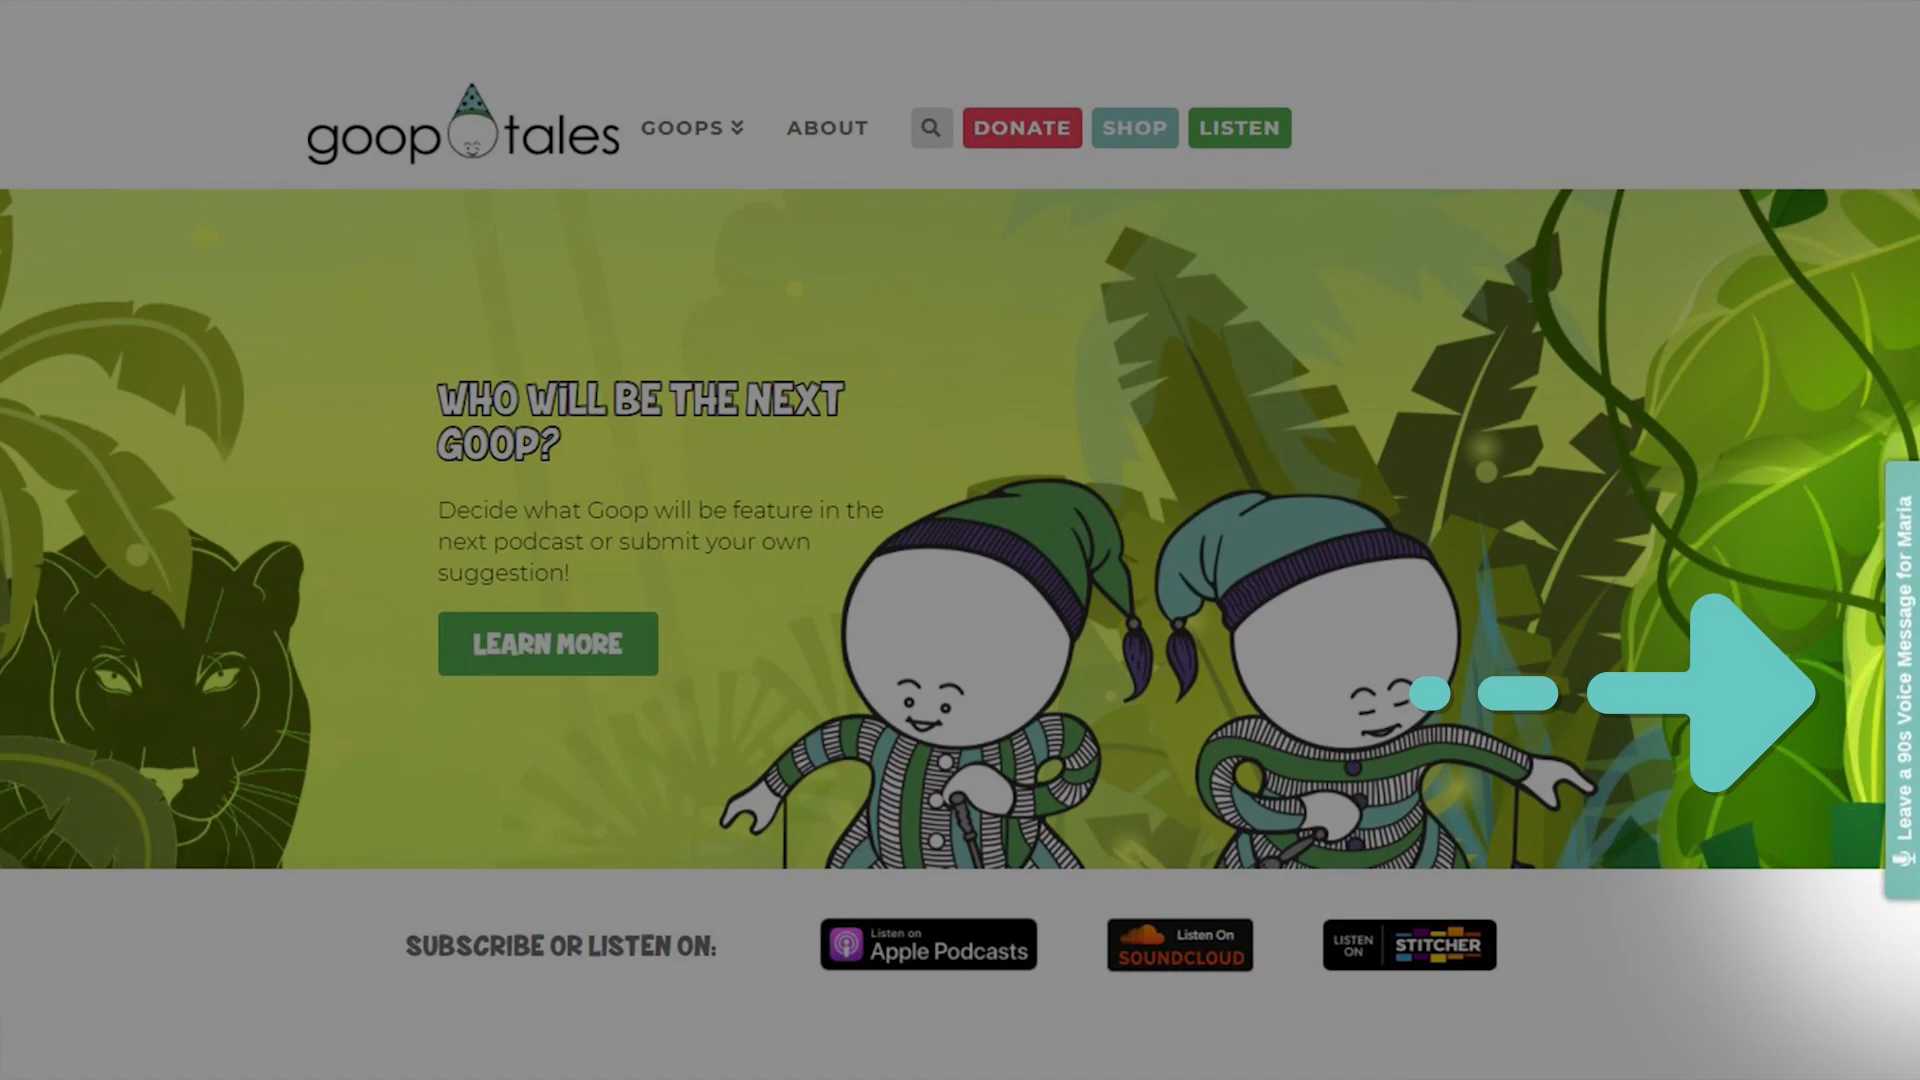 goop tales
GOOPS
ABOUT
DONATE
SHOP
LISTEN
WHO WILL BE THE NEXT
GOOP?
Decide what Goop will be feature in the
next podcast or submit your own
suggestion!
LEARN MORE
Leave a 90s Voice Message for Maria
SUBSCRIBE OR LISTEN ON:
Listen on
Apple Podcasts
Listen On
SOUNDCLOUD
LISTEN
ON
STITCHER